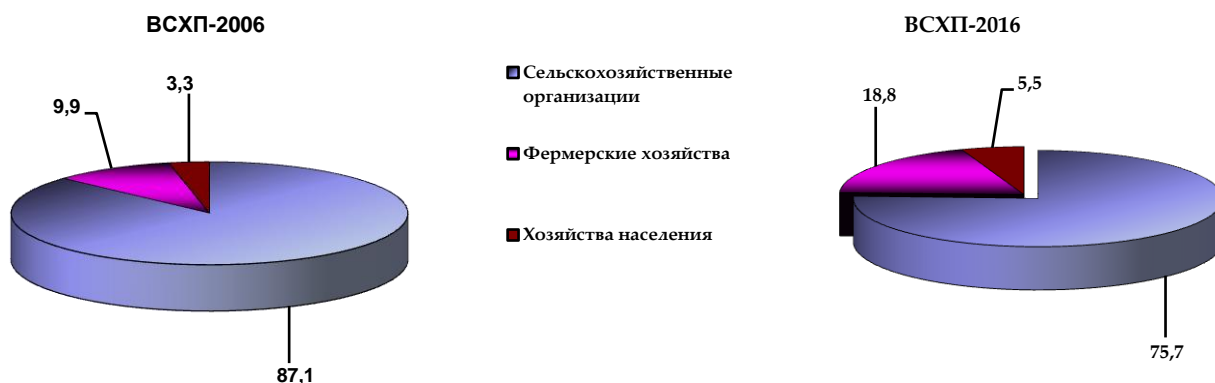 ВСХП-2006
ВСХП-2016
3,3
9,9
87,1
Сельскохозяйственные
организации
Фермерские хозяйства
Хозяйства населения
5,5
18,8
75,7